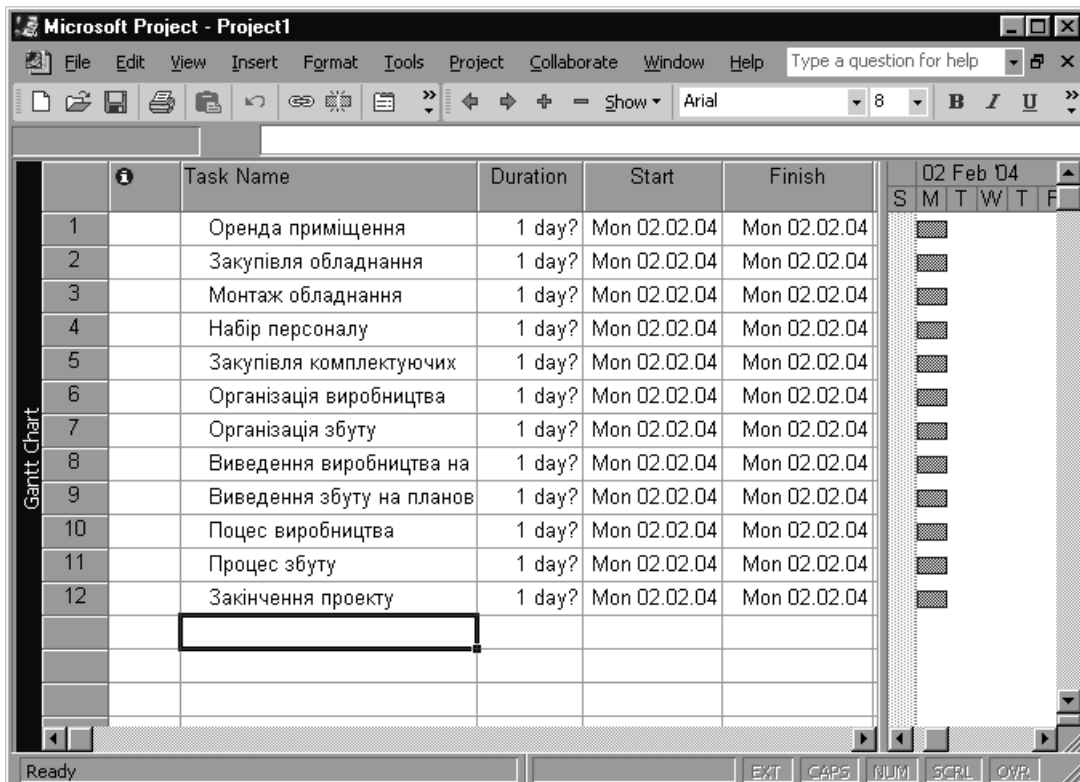 Microsoft Project - Project1
File Edit View Insert Format Tools Project Collaborate Window Help Type a question for help
Show Arial 8 B I U
Task Name Duration Start Finish 02 Feb '04
S M T W T F
1 Оренда приміщення 1 day? Mon 02.02.04 Mon 02.02.04
2 Закупівля обладнання 1 day? Mon 02.02.04 Mon 02.02.04
3 Монтаж обладнання 1 day? Mon 02.02.04 Mon 02.02.04
4 Набір персоналу 1 day? Mon 02.02.04 Mon 02.02.04
5 Закупівля комплектуючих 1 day? Mon 02.02.04 Mon 02.02.04
6 Організація виробництва 1 day? Mon 02.02.04 Mon 02.02.04
7 Організація збуту 1 day? Mon 02.02.04 Mon 02.02.04
8 Виведення виробництва на 1 day? Mon 02.02.04 Mon 02.02.04
9 Виведення збуту на планов 1 day? Mon 02.02.04 Mon 02.02.04
10 Поцес виробництва 1 day? Mon 02.02.04 Mon 02.02.04
11 Процес збуту 1 day? Mon 02.02.04 Mon 02.02.04
12 Закінчення проекту 1 day? Mon 02.02.04 Mon 02.02.04
Gantt Chart
Ready EXT CAPS NUM SCRL OVR